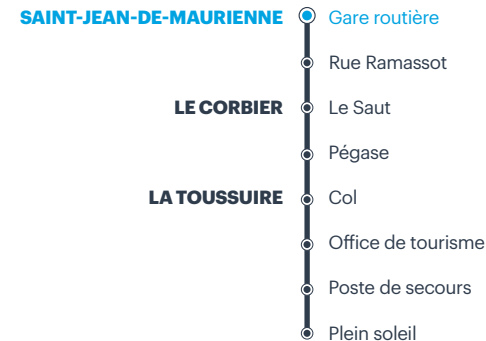 SAINT-JEAN-DE-MAURIENNE Gare routière
Rue Ramassot
LE CORBIER Le Saut
Pégase
LA TOUSSUIRE Col
Office de tourisme
Poste de secours
Plein soleil